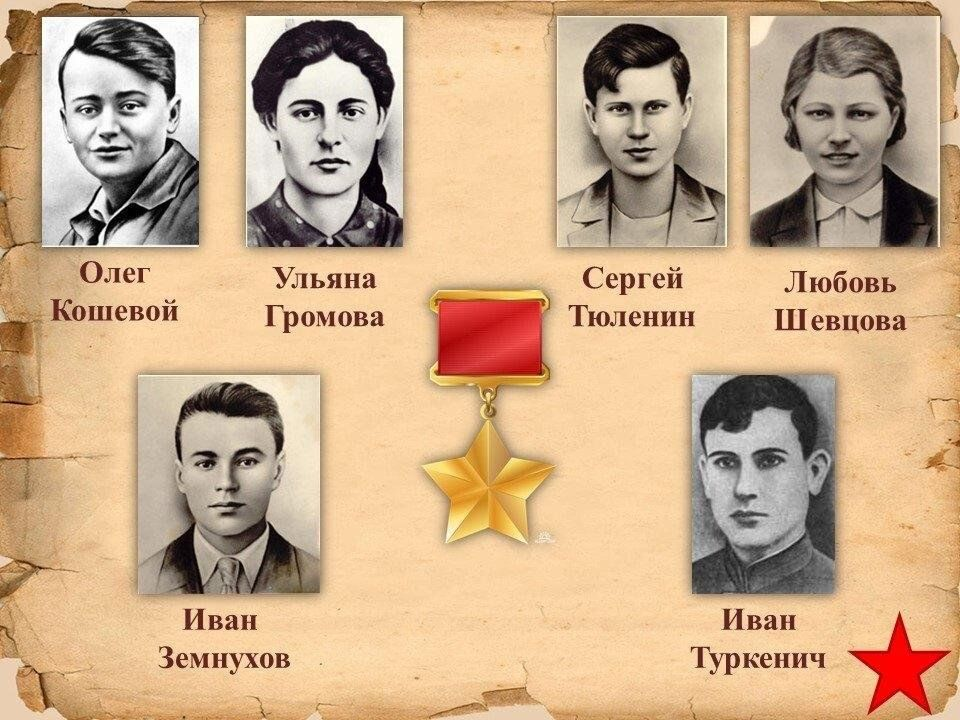 Олег
Кошевой
Ульяна
Громова
Сергей
Тюленин
Любовь
Шевцова
Иван
Земнухов
Иван
Туркенич